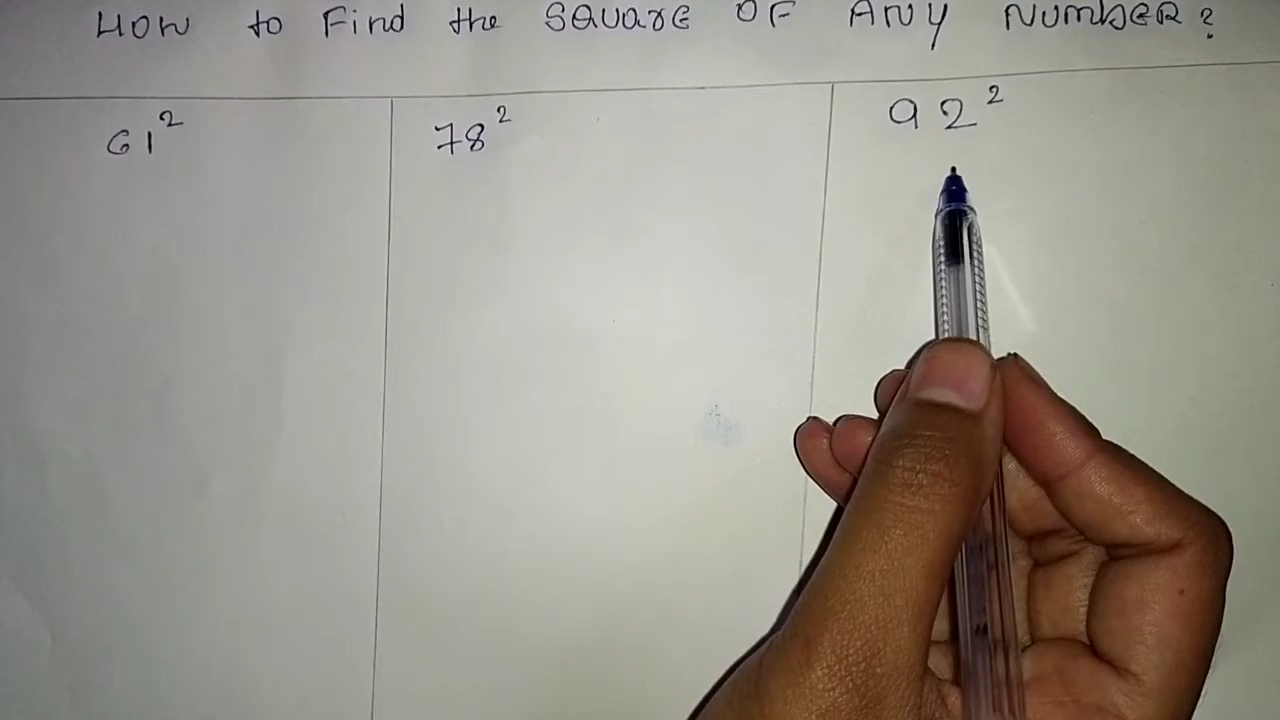 How to Find the SQUARE OF ANY NUMBER?
61² 78² 92²